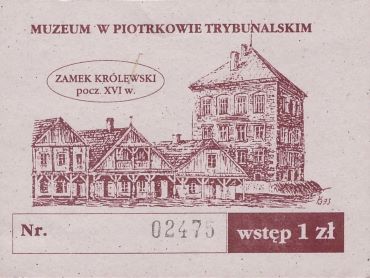 MUZEUM W PIOTRKOWIE TRYBUNALSKIM
ZAMEK KRÓLEWSKI
pocz. XVI w.
Nr. 02475 wstęp 1 zł